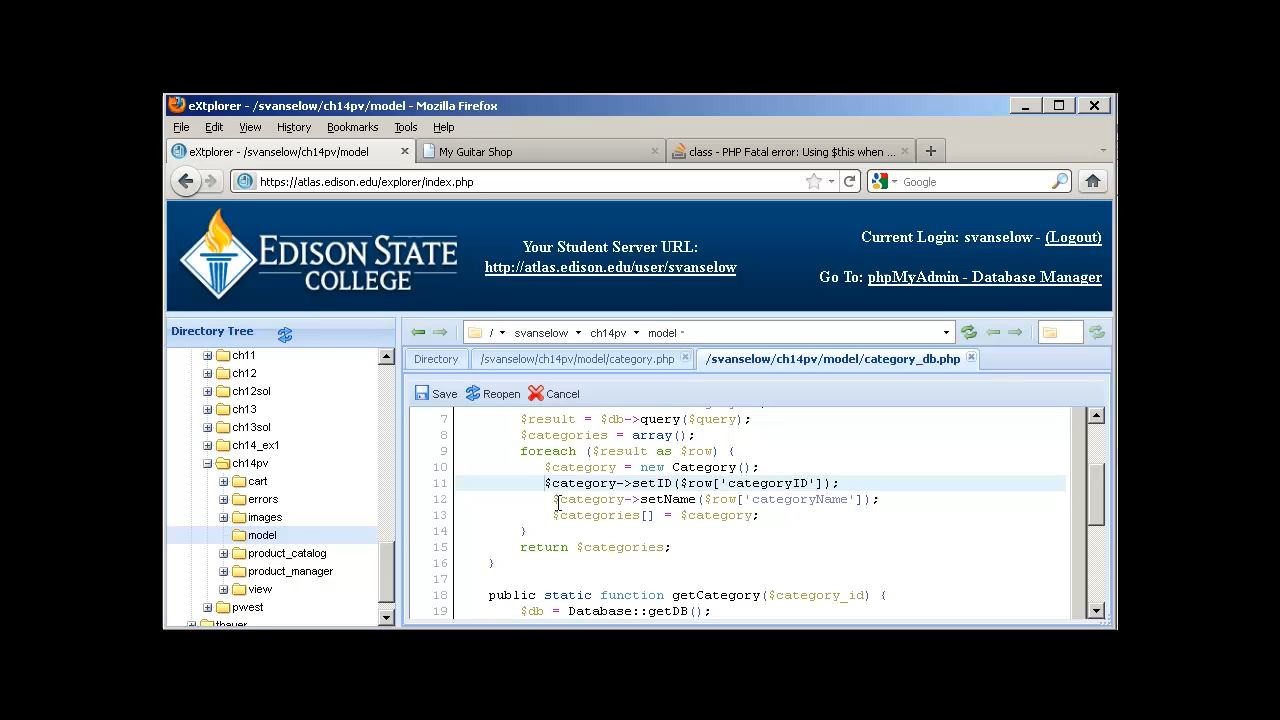 eXtplorer - /svanselow/ch14pv/model - Mozilla Firefox
File Edit View History Bookmarks Tools Help
eXtplorer - /svanselow/ch14pv/model × My Guitar Shop × class - PHP Fatal error: Using $this when ... × +
https://atlas.edison.edu/explorer/index.php Google
EDISON STATE
COLLEGE
Your Student Server URL:
http://atlas.edison.edu/user/svanselow
Current Login: svanselow - (Logout)
Go To: phpMyAdmin - Database Manager
Directory Tree
ch11
ch12
ch12sol
ch13
ch13sol
ch14_ex1
ch14pv
cart
errors
images
model
product_catalog
product_manager
view
pwest
thauer
/ svanselow ch14pv model
Directory /svanselow/ch14pv/model/category.php /svanselow/ch14pv/model/category_db.php
Save Reopen Cancel
7 $result = $db->query($query);
8 $categories = array();
9 foreach ($result as $row) {
10 $category = new Category();
11 $category->setID($row['categoryID']);
12 $category->setName($row['categoryName']);
13 $categories[] = $category;
14 }
15 return $categories;
16 }
17
18 public static function getCategory($category_id) {
19 $db = Database::getDB();